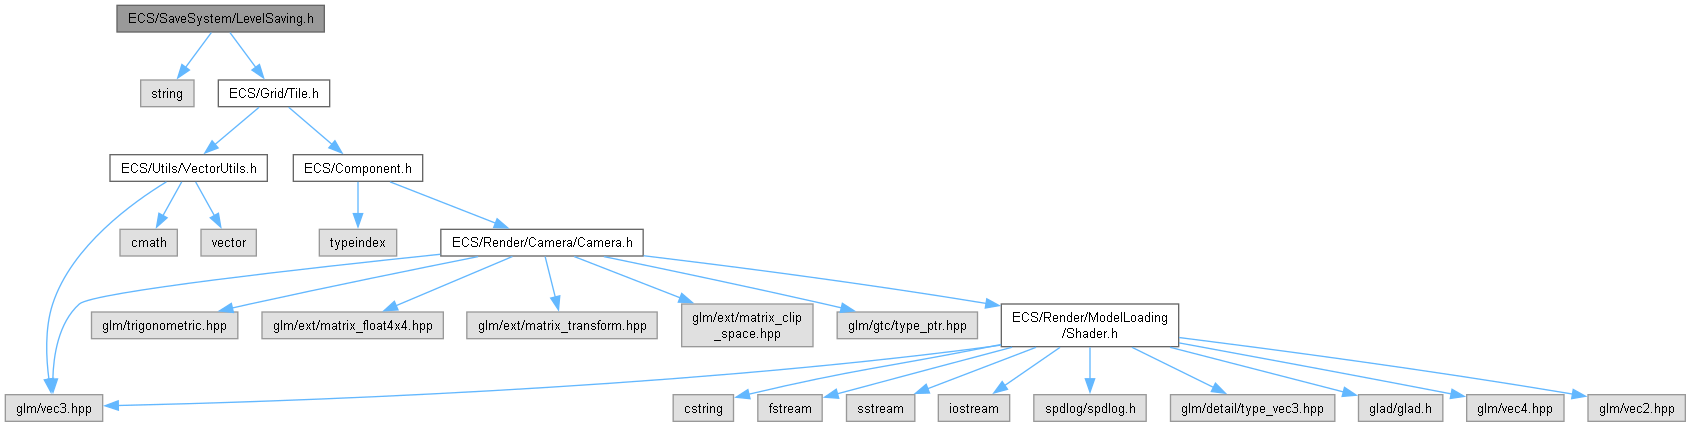 ECS/SaveSystem/LevelSaving.h
string
ECS/Grid/Tile.h
ECS/Utils/VectorUtils.h
ECS/Component.h
cmath
vector
typeindex
ECS/Render/Camera/Camera.h
glm/trigonometric.hpp
glm/ext/matrix_float4x4.hpp
glm/ext/matrix_transform.hpp
glm/ext/matrix_clip
_space.hpp
glm/gtc/type_ptr.hpp
ECS/Render/ModelLoading
/Shader.h
glm/vec3.hpp
cstring
fstream
sstream
iostream
spdlog/spdlog.h
glm/detail/type_vec3.hpp
glad/glad.h
glm/vec4.hpp
glm/vec2.hpp